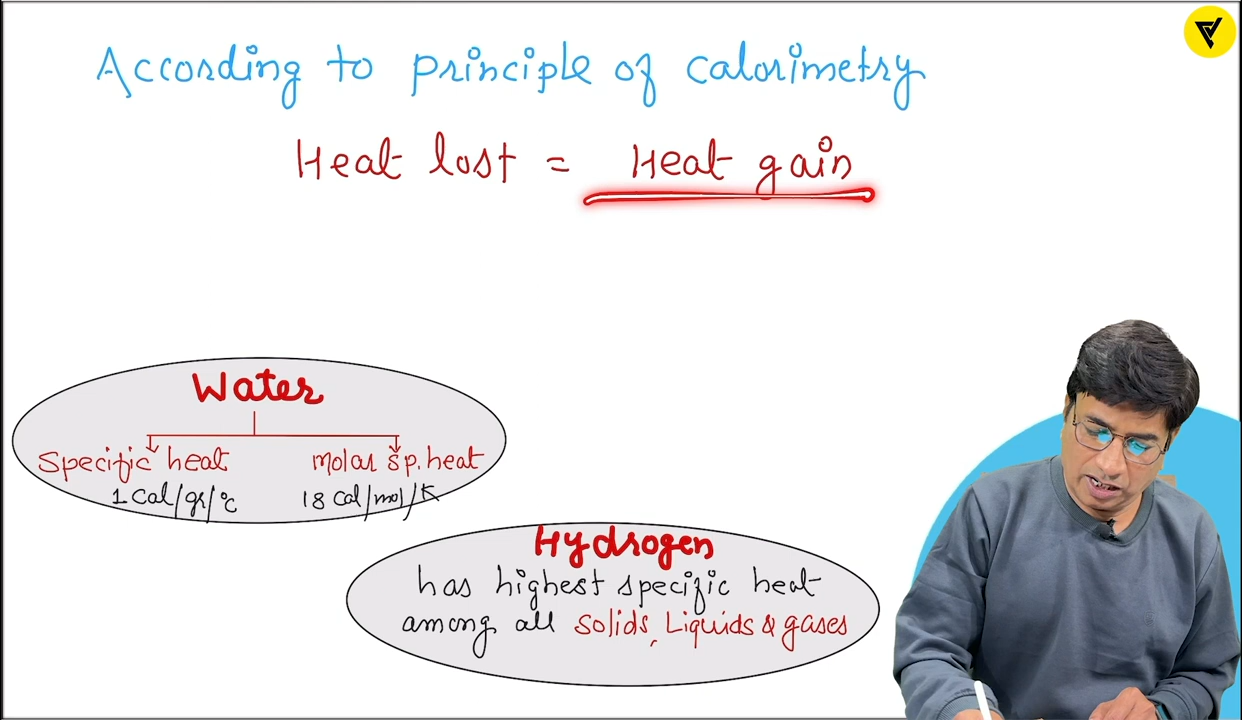 According to principle of calorimetry
Heat lost = Heat gain
Water
Specific heat
molar sp. heat
1 Cal/gr/°C
18 Cal/mol/K
Hydrogen
has highest specific heat
among all solids, Liquids & gases